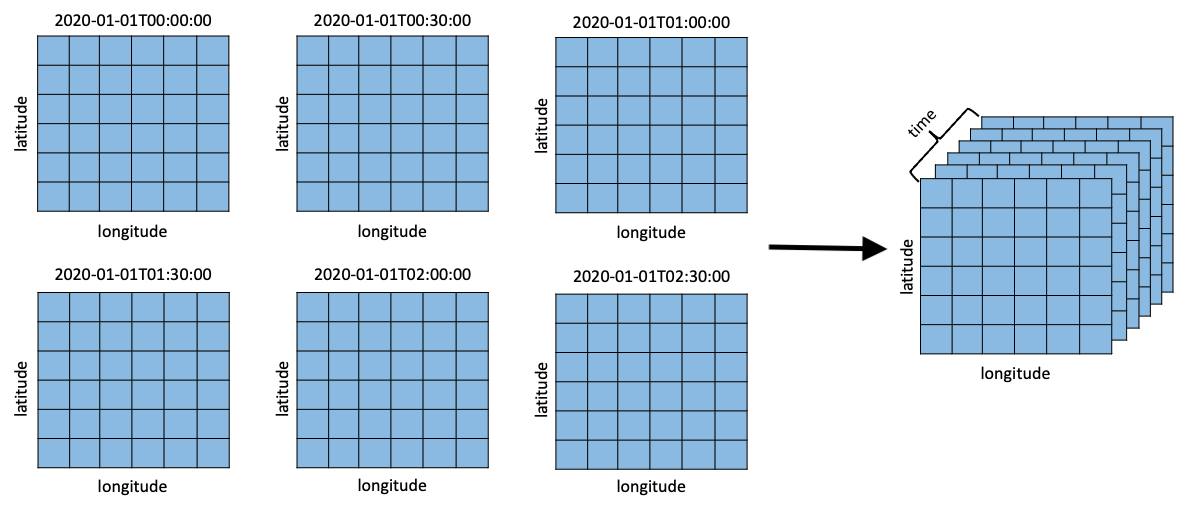 2020-01-01T00:00:00
latitude
longitude
2020-01-01T00:30:00
latitude
longitude
2020-01-01T01:00:00
latitude
longitude
2020-01-01T01:30:00
latitude
longitude
2020-01-01T02:00:00
latitude
longitude
2020-01-01T02:30:00
latitude
longitude
time
latitude
longitude